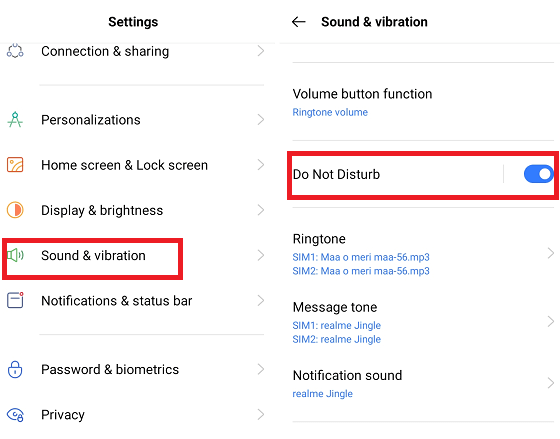 Settings
Connection & sharing
Personalizations
Home screen & Lock screen
Display & brightness
Sound & vibration
Notifications & status bar
Password & biometrics
Privacy
Sound & vibration
Volume button function
Ringtone volume
Do Not Disturb
Ringtone
SIM1: Maa o meri maa-56.mp3
SIM2: Maa o meri maa-56.mp3
Message tone
SIM1: realme Jingle
SIM2: realme Jingle
Notification sound
realme Jingle